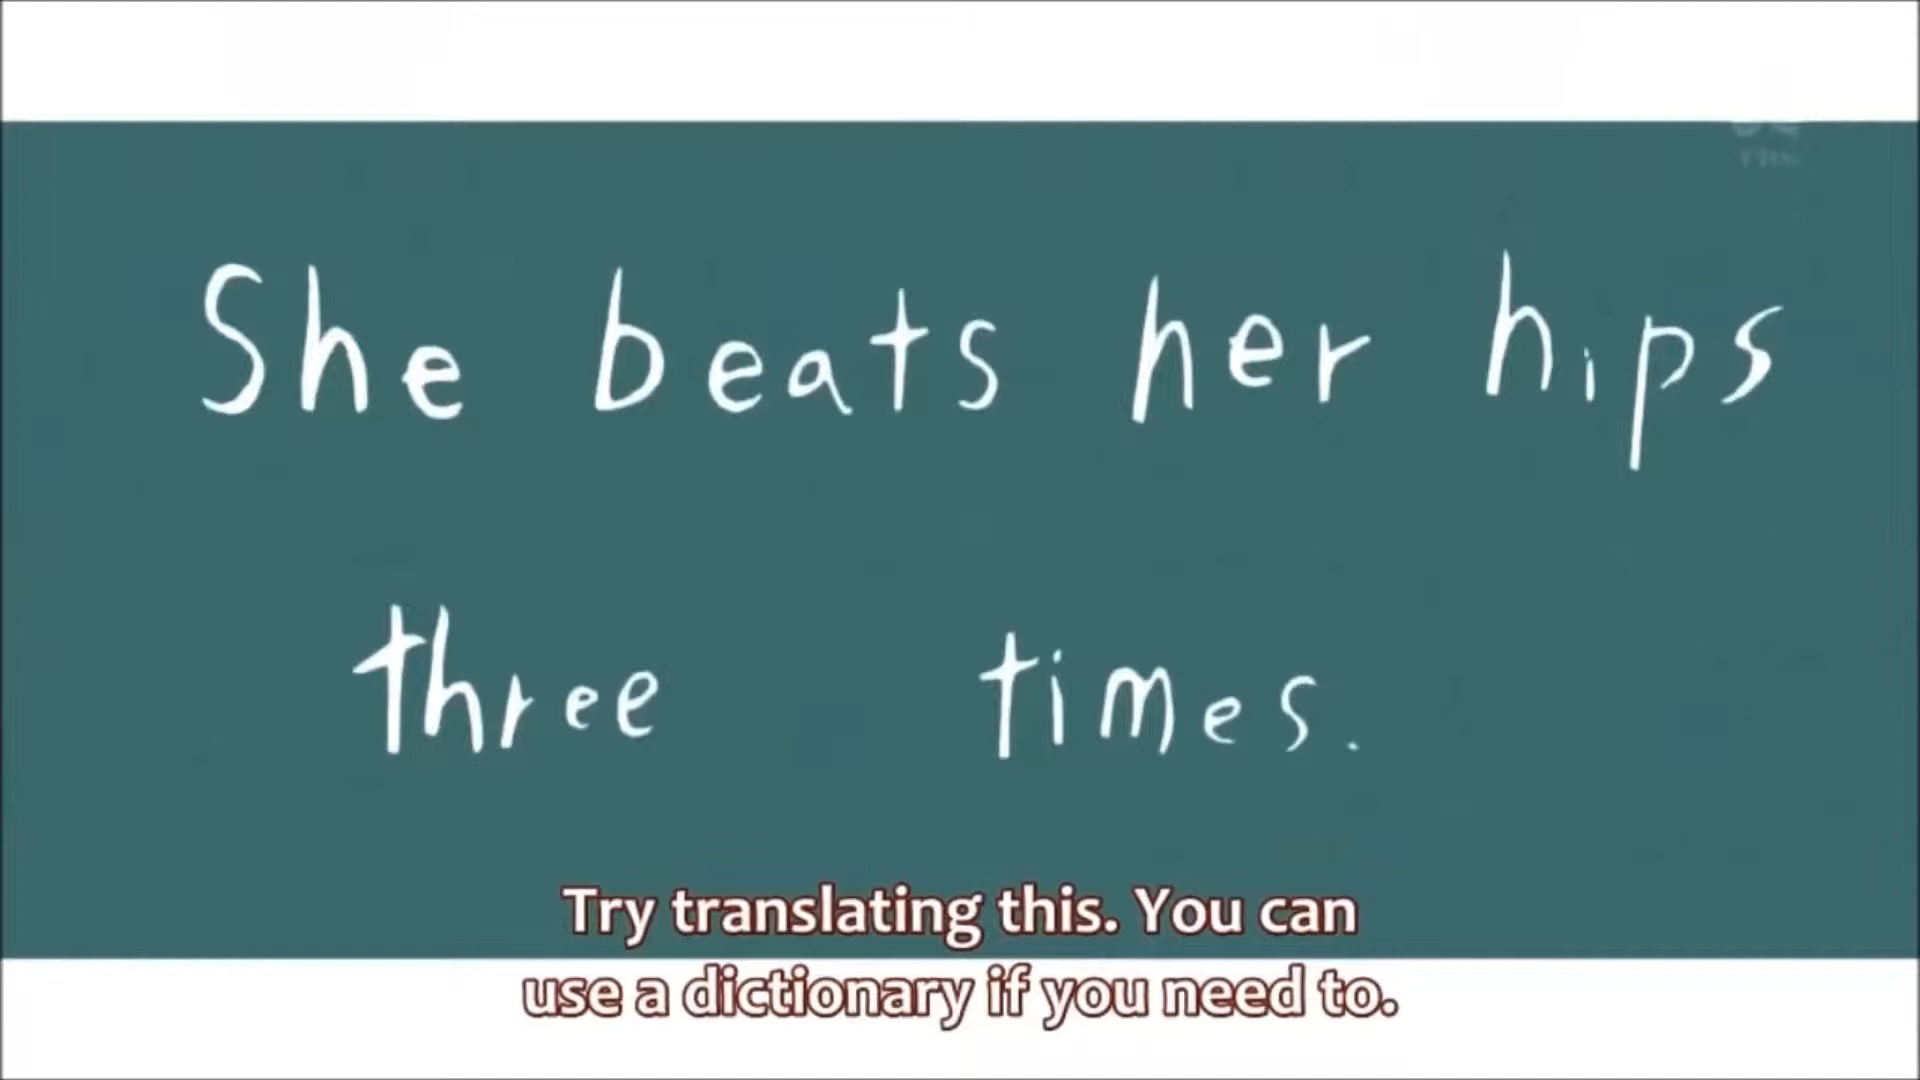 She beats her hips
three times.
Try translating this. You can
use a dictionary if you need to.